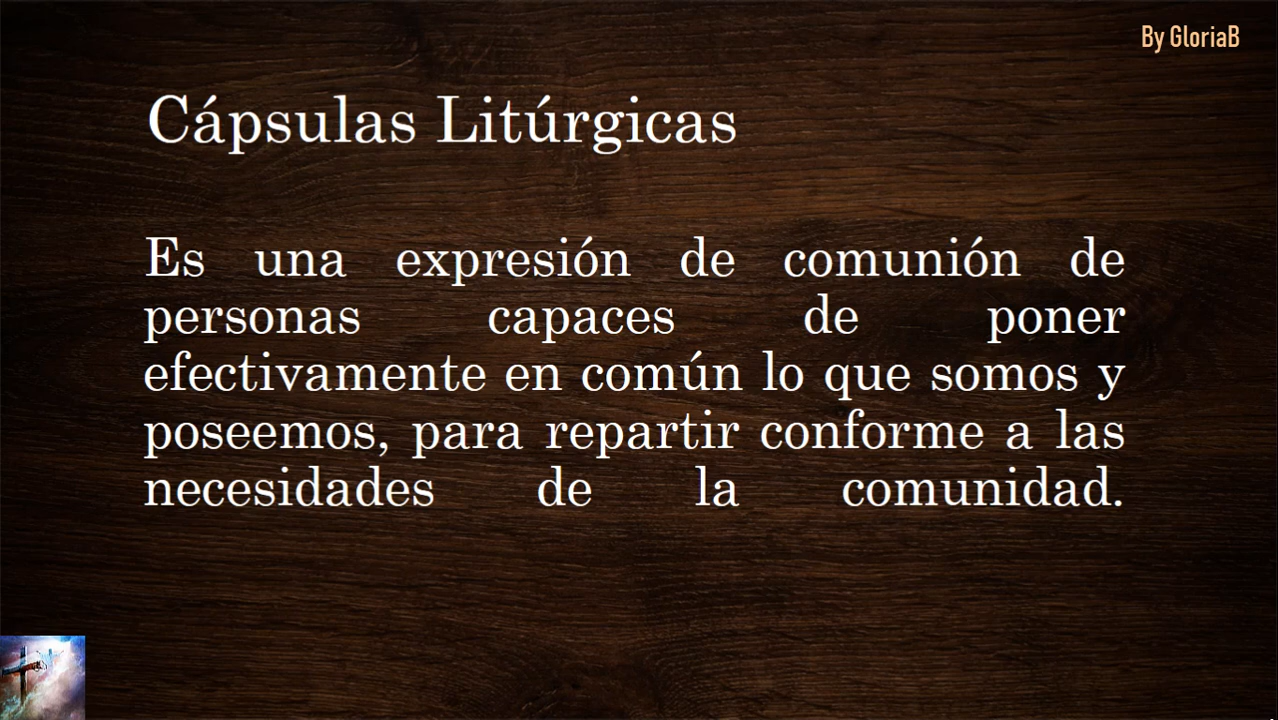 By GloriaB
Cápsulas Litúrgicas
Es una expresión de comunión de
personas capaces de poner
efectivamente en común lo que somos y
poseemos, para repartir conforme a las
necesidades de la comunidad.